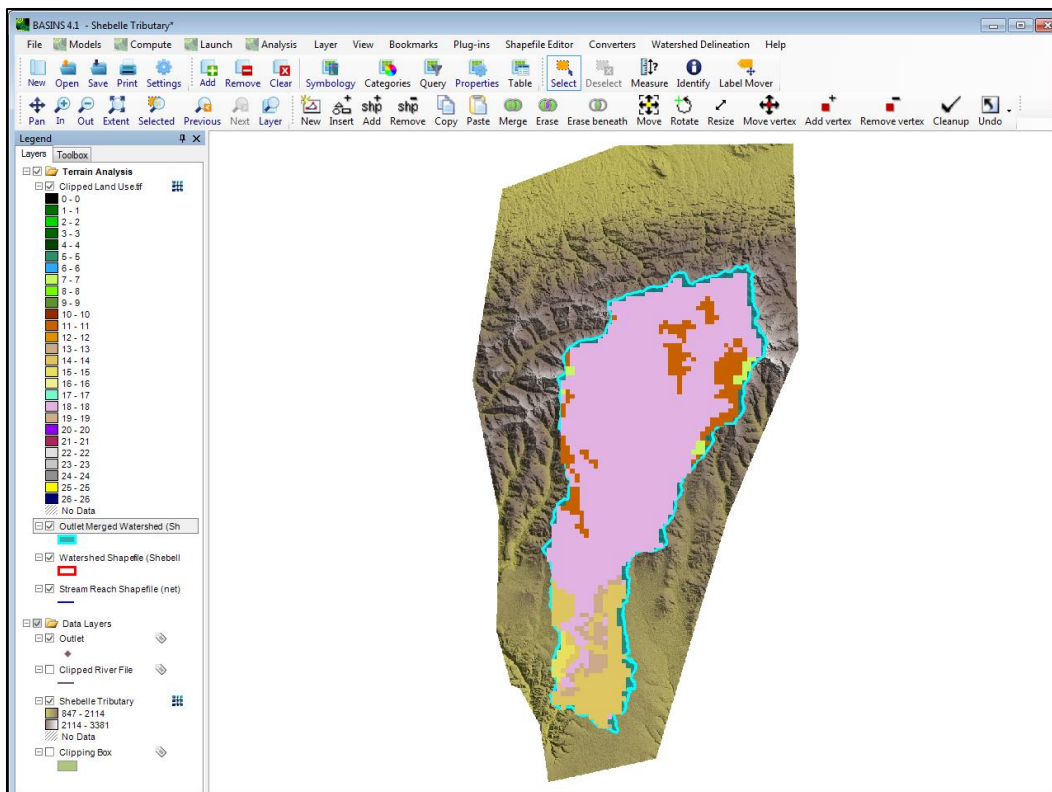 BASINS 4.1 - Shebelle Tributary*
File Models Compute Launch Analysis Layer View Bookmarks Plug-ins Shapefile Editor Converters Watershed Delineation Help
New Open Save Print Settings Add Remove Clear Symbology Categories Query Properties Table Select Deselect Measure Identify Label Mover
Pan In Out Extent Selected Previous Next Layer New Insert Add Remove Copy Paste Merge Erase Erase beneath Move Rotate Resize Move vertex Add vertex Remove vertex Cleanup Undo
shp shp
Legend
Layers Toolbox
Terrain Analysis
Clipped Land Use.tif
0 - 0
1 - 1
2 - 2
3 - 3
4 - 4
5 - 5
6 - 6
7 - 7
8 - 8
9 - 9
10 - 10
11 - 11
12 - 12
13 - 13
14 - 14
15 - 15
16 - 16
17 - 17
18 - 18
19 - 19
20 - 20
21 - 21
22 - 22
23 - 23
24 - 24
25 - 25
26 - 26
No Data
Outlet Merged Watershed (Sh
Watershed Shapefile (Shebell
Stream Reach Shapefile (net)
Data Layers
Outlet
Clipped River File
Shebelle Tributary
847 - 2114
2114 - 3381
No Data
Clipping Box